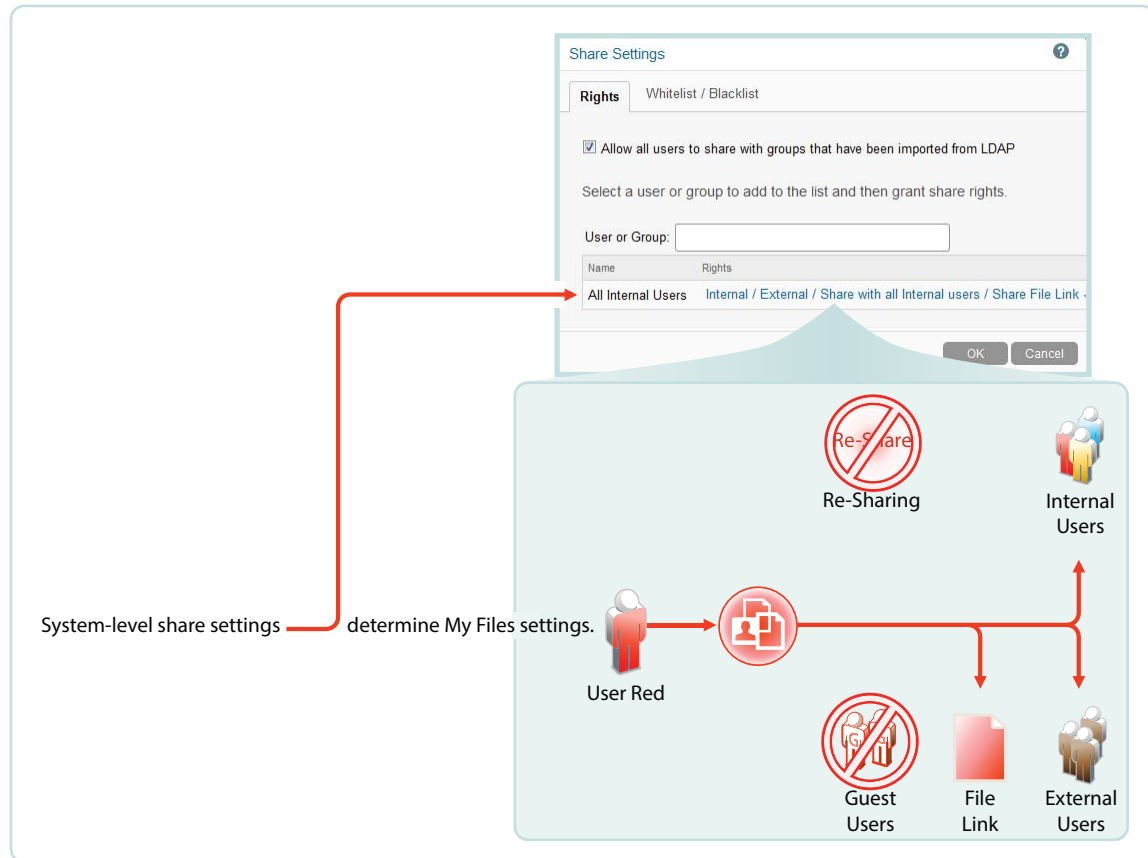 Share Settings
?
Rights
Whitelist / Blacklist
Allow all users to share with groups that have been imported from LDAP
Select a user or group to add to the list and then grant share rights.
User or Group:
Name
Rights
All Internal Users
Internal / External / Share with all Internal users / Share File Link
OK
Cancel
Re-Share
Re-Sharing
Internal
Users
System-level share settings
determine My Files settings.
User Red
G
G
Guest
Users
File
Link
External
Users